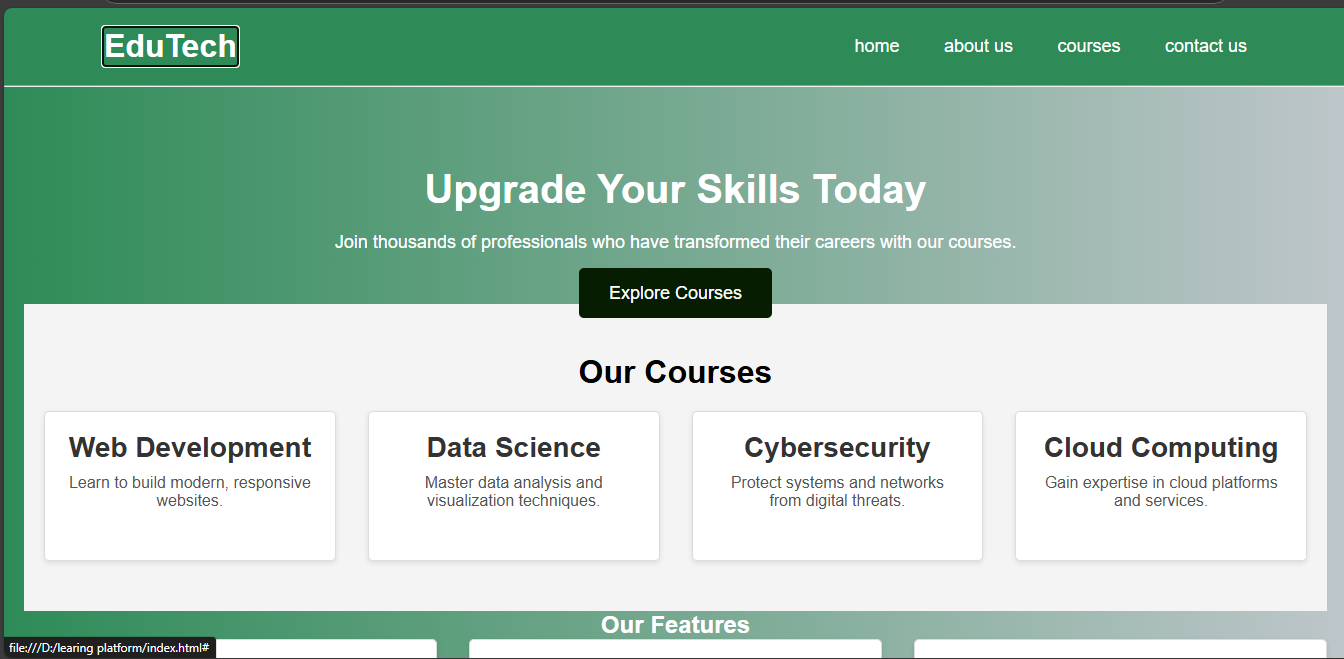 EduTech
home about us courses contact us
Upgrade Your Skills Today
Join thousands of professionals who have transformed their careers with our courses.
Explore Courses
Our Courses
Web Development
Learn to build modern, responsive
websites.
Data Science
Master data analysis and
visualization techniques.
Cybersecurity
Protect systems and networks
from digital threats.
Cloud Computing
Gain expertise in cloud platforms
and services.
Our Features
file:///D:/learing platform/index.html#